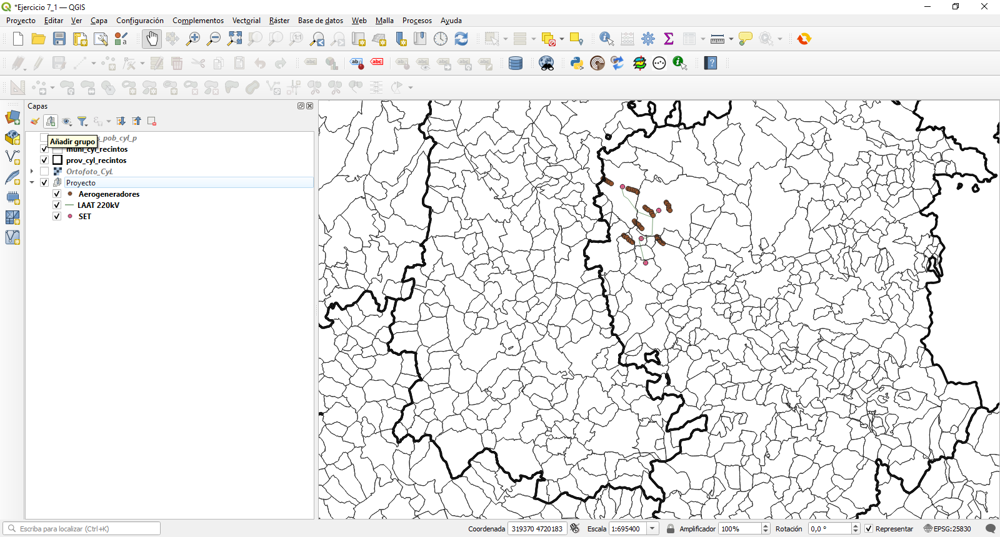 *Ejercicio 7_1 — QGIS
Proyecto Editar Ver Capa Configuración Complementos Vectorial Ráster Base de datos Web Malla Procesos Ayuda
Capas
s_pob_cyl_p
Añadir grupo
muni_cyl_recintos
prov_cyl_recintos
Ortofoto_CyL
Proyecto
Aerogeneradores
LAAT 220kV
SET
Escriba para localizar (Ctrl+K)
Coordenada 319370 4720183 Escala 1:695400 Amplificador 100% Rotación 0,0 ° Representar EPSG:25830